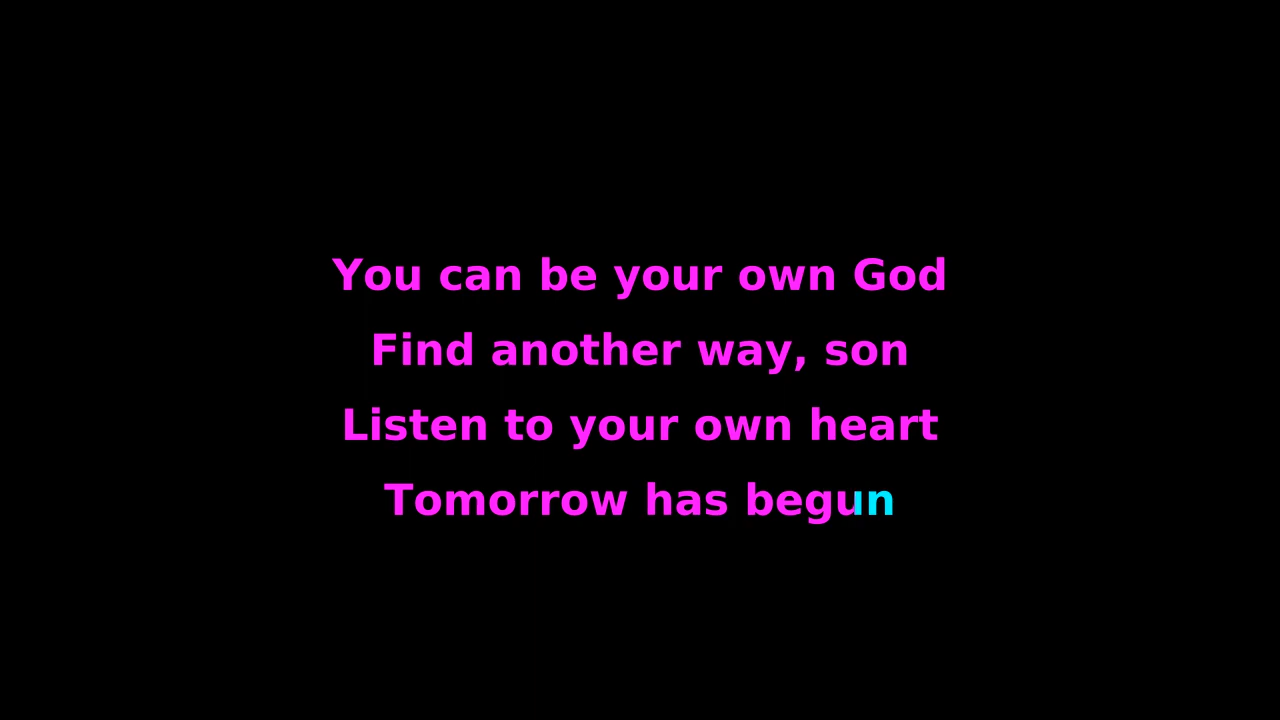 You can be your own God
Find another way, son
Listen to your own heart
Tomorrow has begun